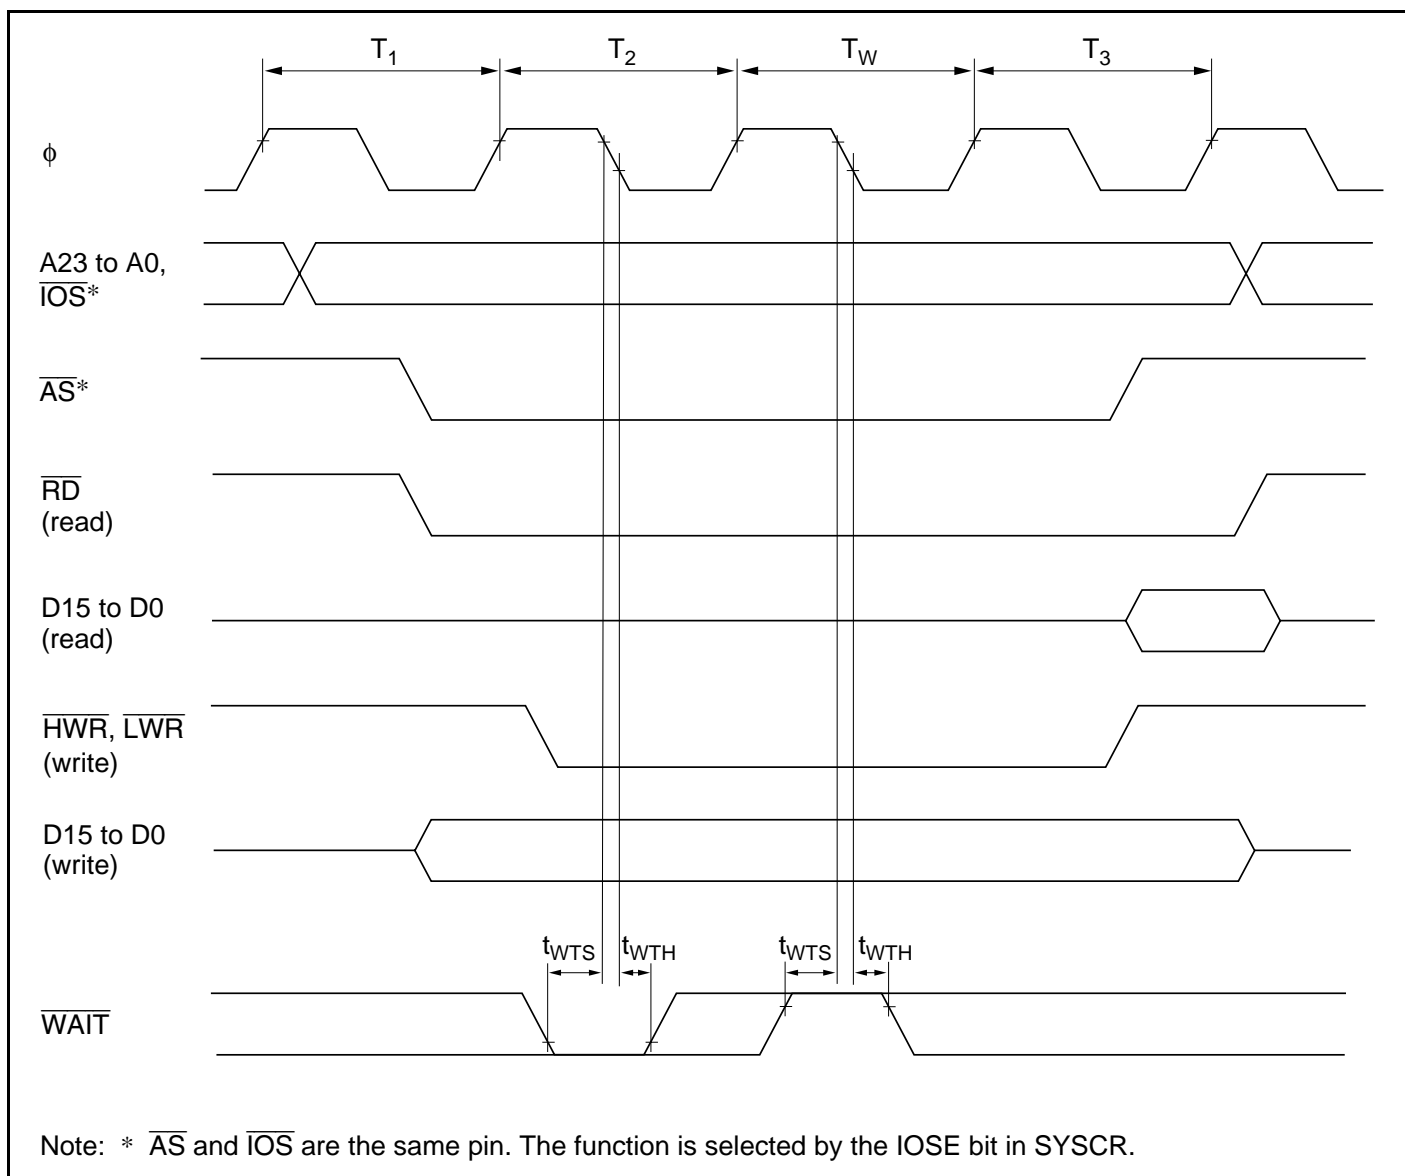 T1 T2 TW T3
ϕ
A23 to A0,
IOS*
AS*
RD
(read)
D15 to D0
(read)
HWR, LWR
(write)
D15 to D0
(write)
tWTS tWTH tWTS tWTH
WAIT
Note: * AS and IOS are the same pin. The function is selected by the IOSE bit in SYSCR.